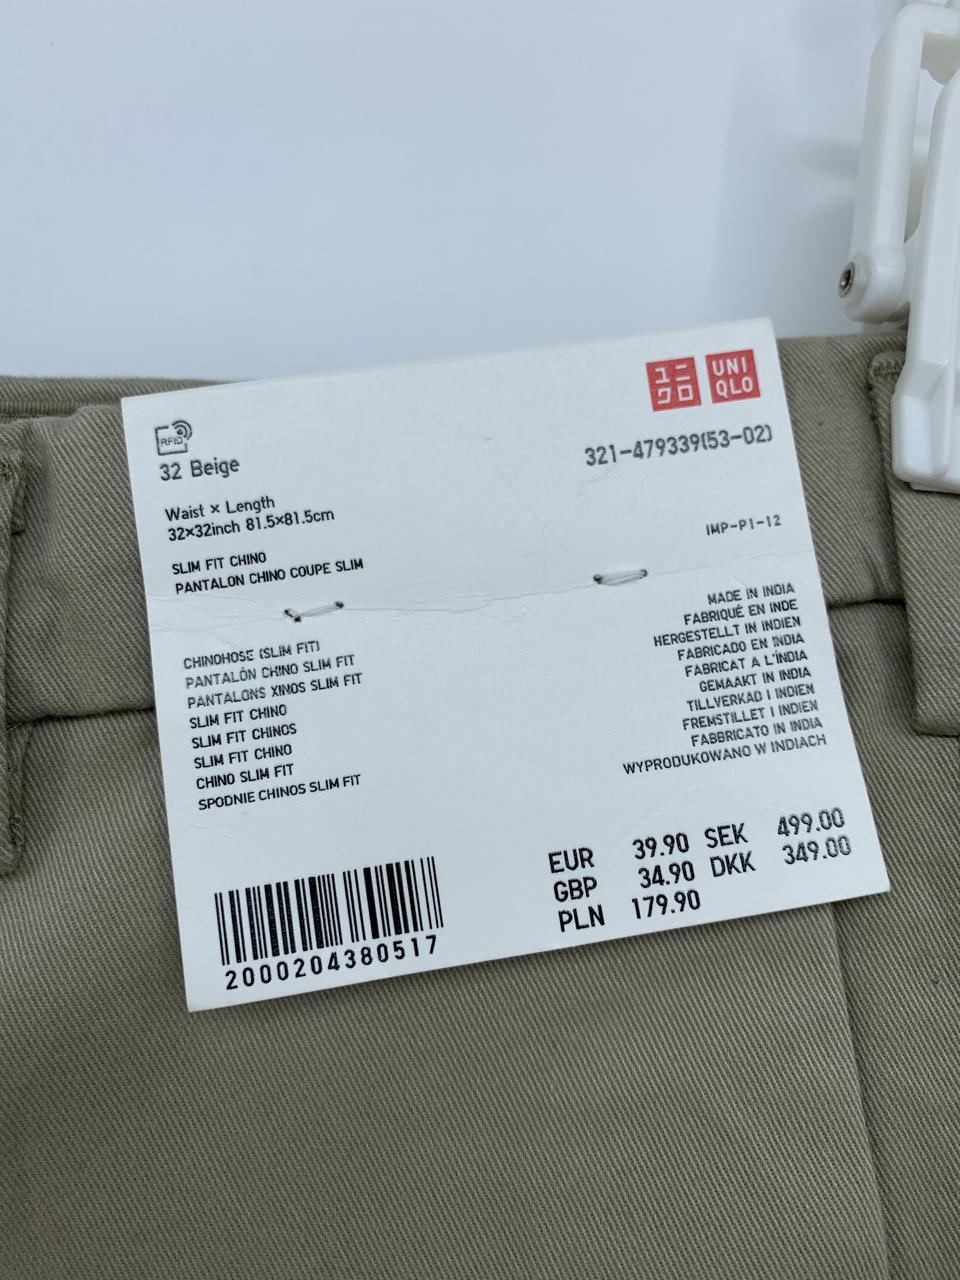 ユニ
クロ
UNI
QLO
RFID
32 Beige
321-479339(53-02)
Waist × Length
32×32inch 81.5×81.5cm
IMP-P1-12
SLIM FIT CHINO
PANTALON CHINO COUPE SLIM
CHINOHOSE (SLIM FIT)
PANTALÓN CHINO SLIM FIT
PANTALONS XINOS SLIM FIT
SLIM FIT CHINO
SLIM FIT CHINOS
SLIM FIT CHINO
CHINO SLIM FIT
SPODNIE CHINOS SLIM FIT
MADE IN INDIA
FABRIQUÉ EN INDE
HERGESTELLT IN INDIEN
FABRICADO EN INDIA
FABRICAT A L'ÍNDIA
GEMAAKT IN INDIA
TILLVERKAD I INDIEN
FREMSTILLET I INDIEN
FABBRICATO IN INDIA
WYPRODUKOWANO W INDIACH
EUR 39.90 SEK 499.00
GBP 34.90 DKK 349.00
PLN 179.90
2000204380517